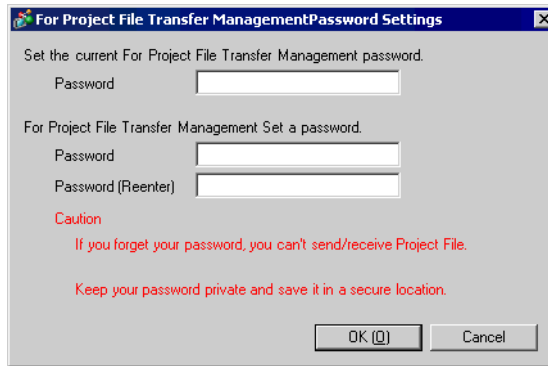 For Project File Transfer ManagementPassword Settings
Set the current For Project File Transfer Management password.
Password
For Project File Transfer Management Set a password.
Password
Password (Reenter)
Caution
If you forget your password, you can't send/receive Project File.
Keep your password private and save it in a secure location.
OK (O)
Cancel